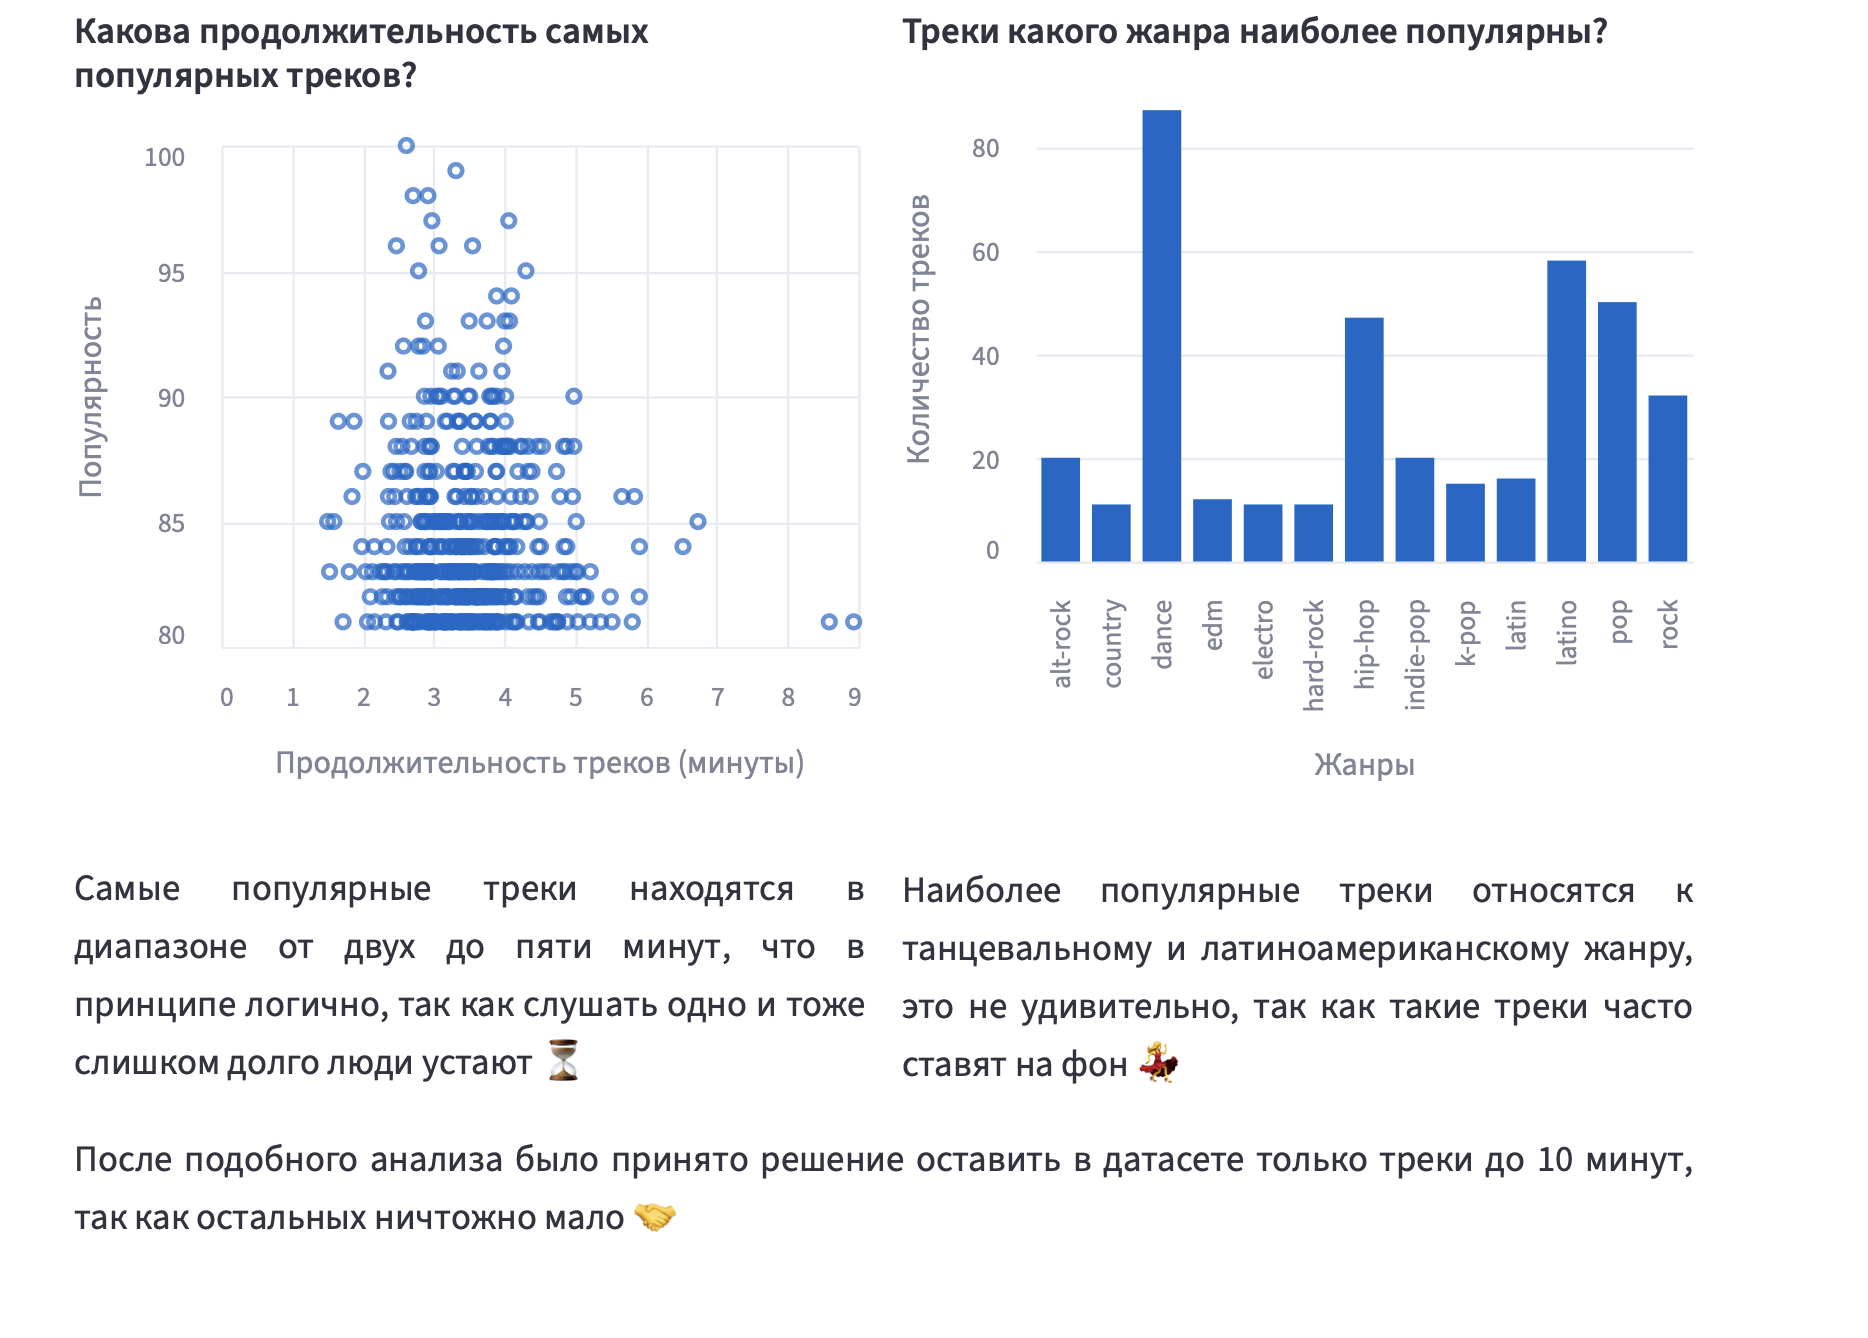 Какова продолжительность самых
популярных треков?
100
95
90
85
80
Популярность
0 1 2 3 4 5 6 7 8 9
Продолжительность треков (минуты)
Треки какого жанра наиболее популярны?
80
60
40
20
0
Количество треков
alt-rock country dance edm electro hard-rock hip-hop indie-pop k-pop latin latino pop rock
Жанры
Самые популярные треки находятся в
диапазоне от двух до пяти минут, что в
принципе логично, так как слушать одно и тоже
слишком долго люди устают ⏳
Наиболее популярные треки относятся к
танцевальному и латиноамериканскому жанру,
это не удивительно, так как такие треки часто
ставят на фон 💃
После подобного анализа было принято решение оставить в датасете только треки до 10 минут,
так как остальных ничтожно мало 🤝